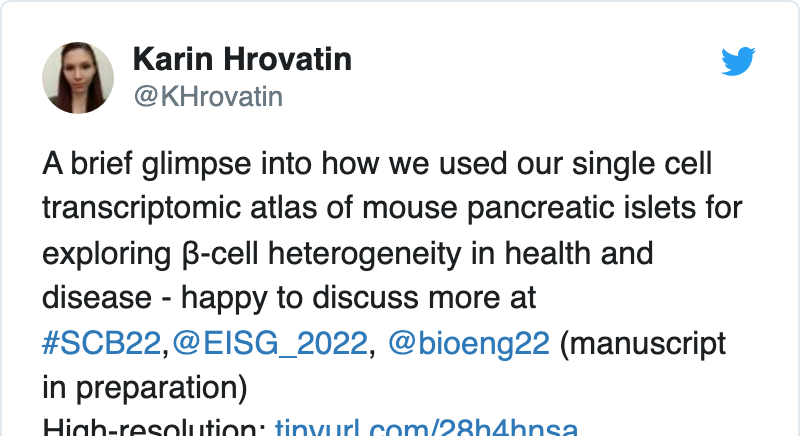 Karin Hrovatin
@KHrovatin
A brief glimpse into how we used our single cell
transcriptomic atlas of mouse pancreatic islets for
exploring β-cell heterogeneity in health and
disease - happy to discuss more at
#SCB22,@EISG_2022, @bioeng22 (manuscript
in preparation)
High-resolution: tinyurl.com/28h4hnsa